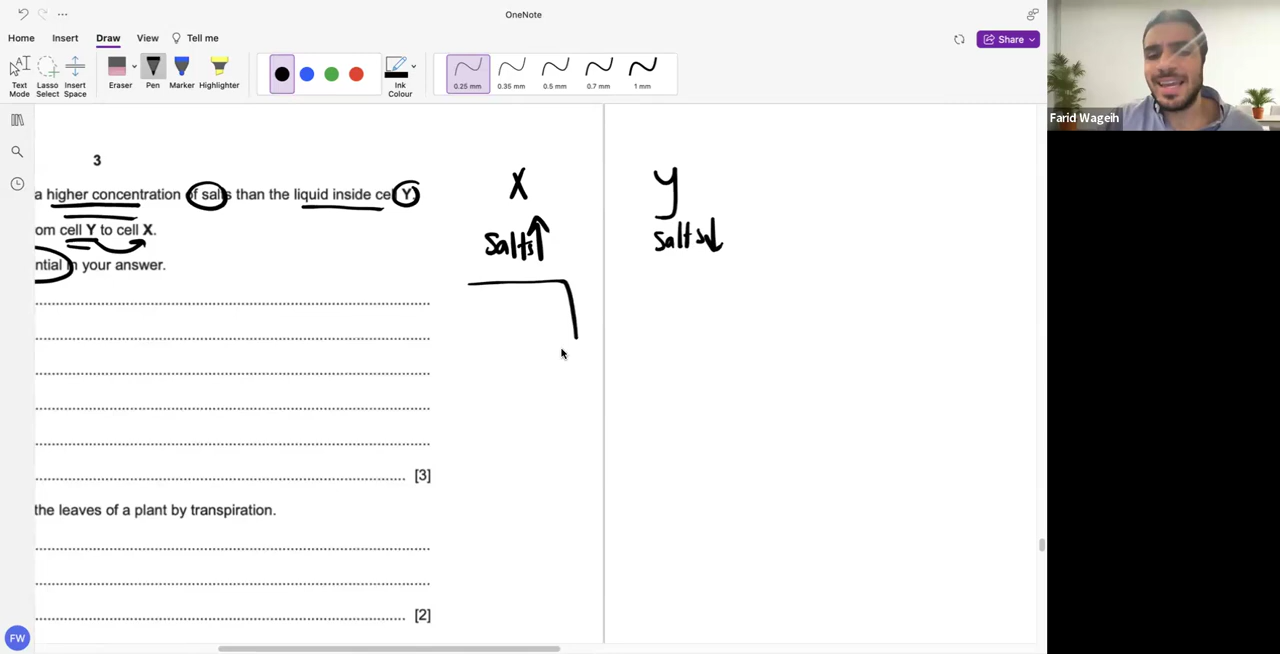 OneNote
Home Insert Draw View Tell me
Share
Text Mode
Lasso Select
Insert Space
Eraser
Pen
Marker
Highlighter
Ink Colour
0.25 mm
0.35 mm
0.5 mm
0.7 mm
1 mm
Farid Wageih
3
a higher concentration of salts than the liquid inside cell Y.
om cell Y to cell X.
ntial in your answer.
[3]
the leaves of a plant by transpiration.
[2]
X Y
Salts↑ Salts↓
FW